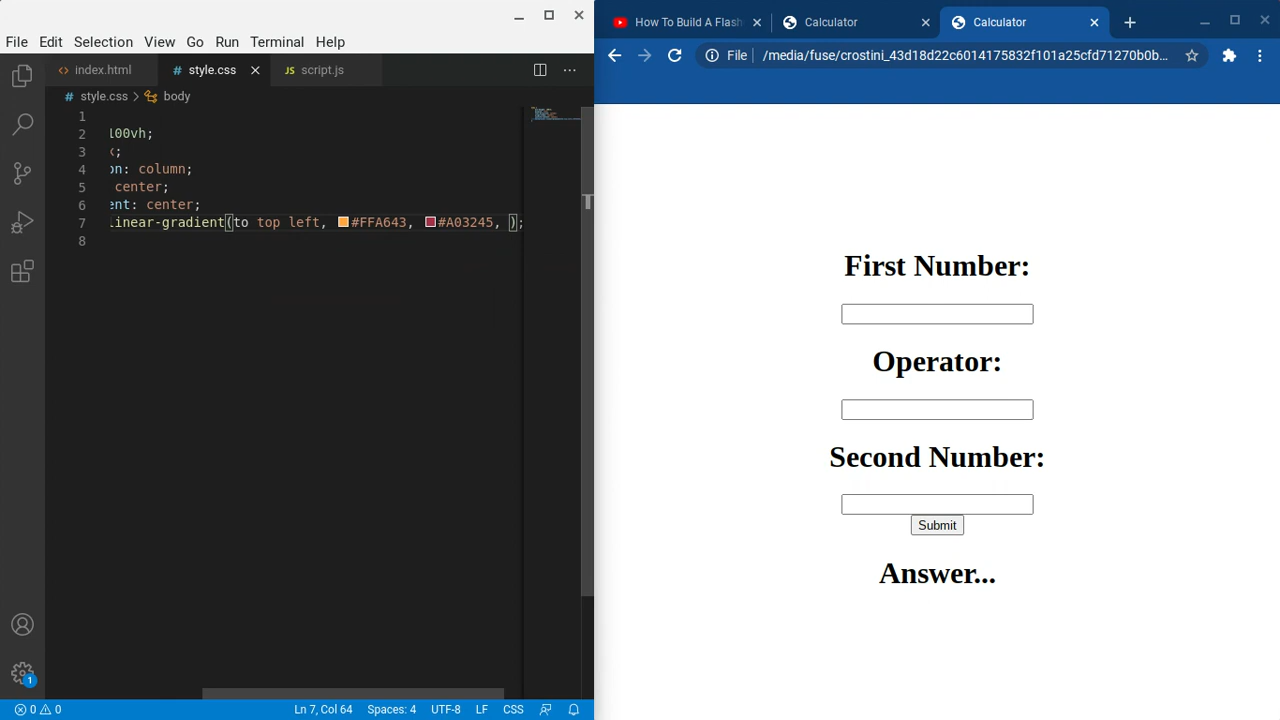 File Edit Selection View Go Run Terminal Help
index.html style.css script.js
# style.css > body
1
2 100vh;
3 x;
4 on: column;
5 center;
6 ent: center;
7 linear-gradient(to top left, #FFA643, #A03245, );
8
1
0 0 Ln 7, Col 64 Spaces: 4 UTF-8 LF CSS
How To Build A Flash Calculator Calculator
File /media/fuse/crostini_43d18d22c6014175832f101a25cfd71270b0b...
First Number:
Operator:
Second Number:
Submit
Answer...